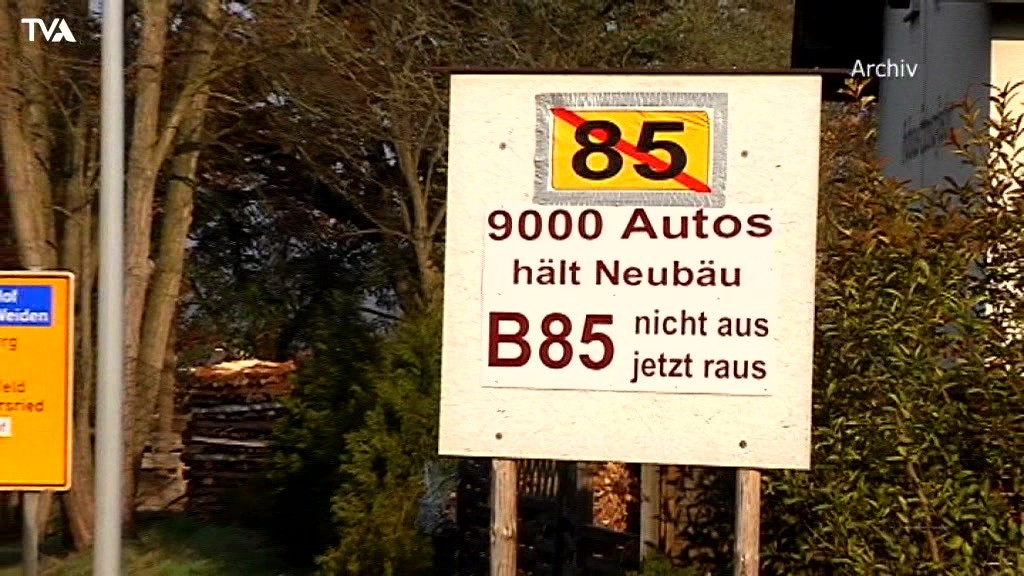 TVA
Archiv
85
9000 Autos
hält Neubäu
B85 nicht aus
jetzt raus
Weiden